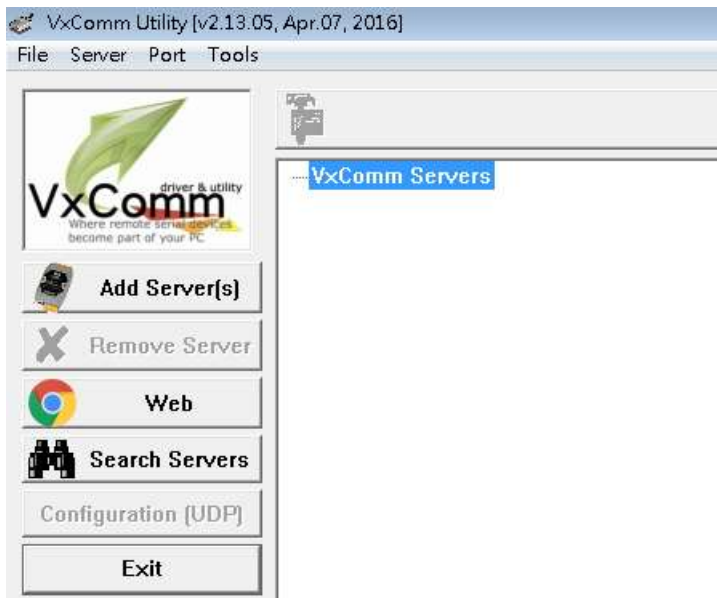 VxComm Utility [v2.13.05, Apr.07, 2016]
File Server Port Tools
VxComm
driver & utility
Where remote serial devices
become part of your PC
VxComm Servers
Add Server(s)
Remove Server
Web
Search Servers
Configuration (UDP)
Exit